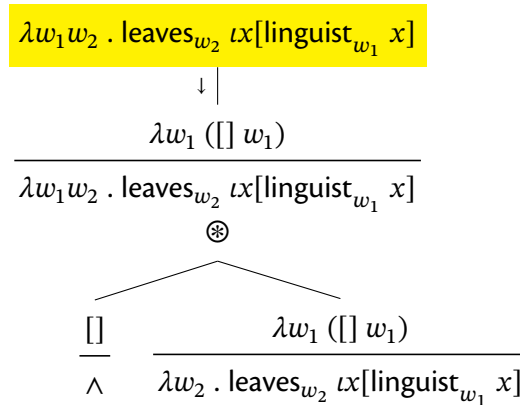 λw₁w₂ . leaves_w₂ ιx[linguist_w₁ x]
↓
λw₁ ([] w₁)
λw₁w₂ . leaves_w₂ ιx[linguist_w₁ x]
⊛
[] λw₁ ([] w₁)
∧ λw₂ . leaves_w₂ ιx[linguist_w₁ x]